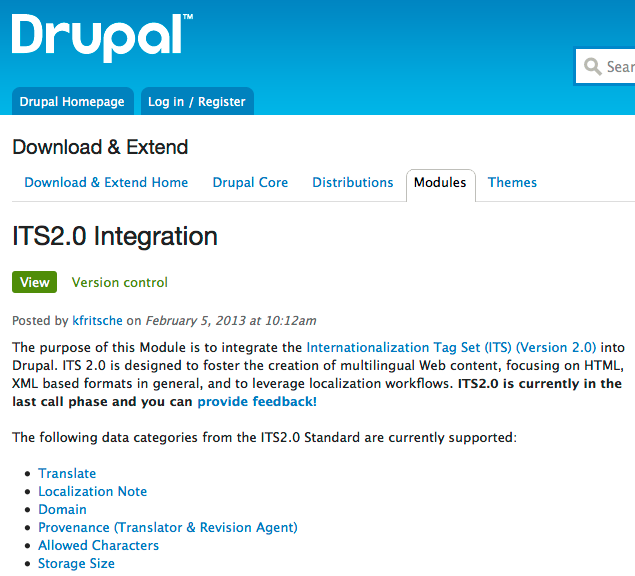 Drupal™
Sear
Drupal Homepage
Log in / Register
Download & Extend
Download & Extend Home
Drupal Core
Distributions
Modules
Themes
ITS2.0 Integration
View
Version control
Posted by kfritsche on February 5, 2013 at 10:12am
The purpose of this Module is to integrate the Internationalization Tag Set (ITS) (Version 2.0) into
Drupal. ITS 2.0 is designed to foster the creation of multilingual Web content, focusing on HTML,
XML based formats in general, and to leverage localization workflows. ITS2.0 is currently in the
last call phase and you can provide feedback!
The following data categories from the ITS2.0 Standard are currently supported:
• Translate
• Localization Note
• Domain
• Provenance (Translator & Revision Agent)
• Allowed Characters
• Storage Size